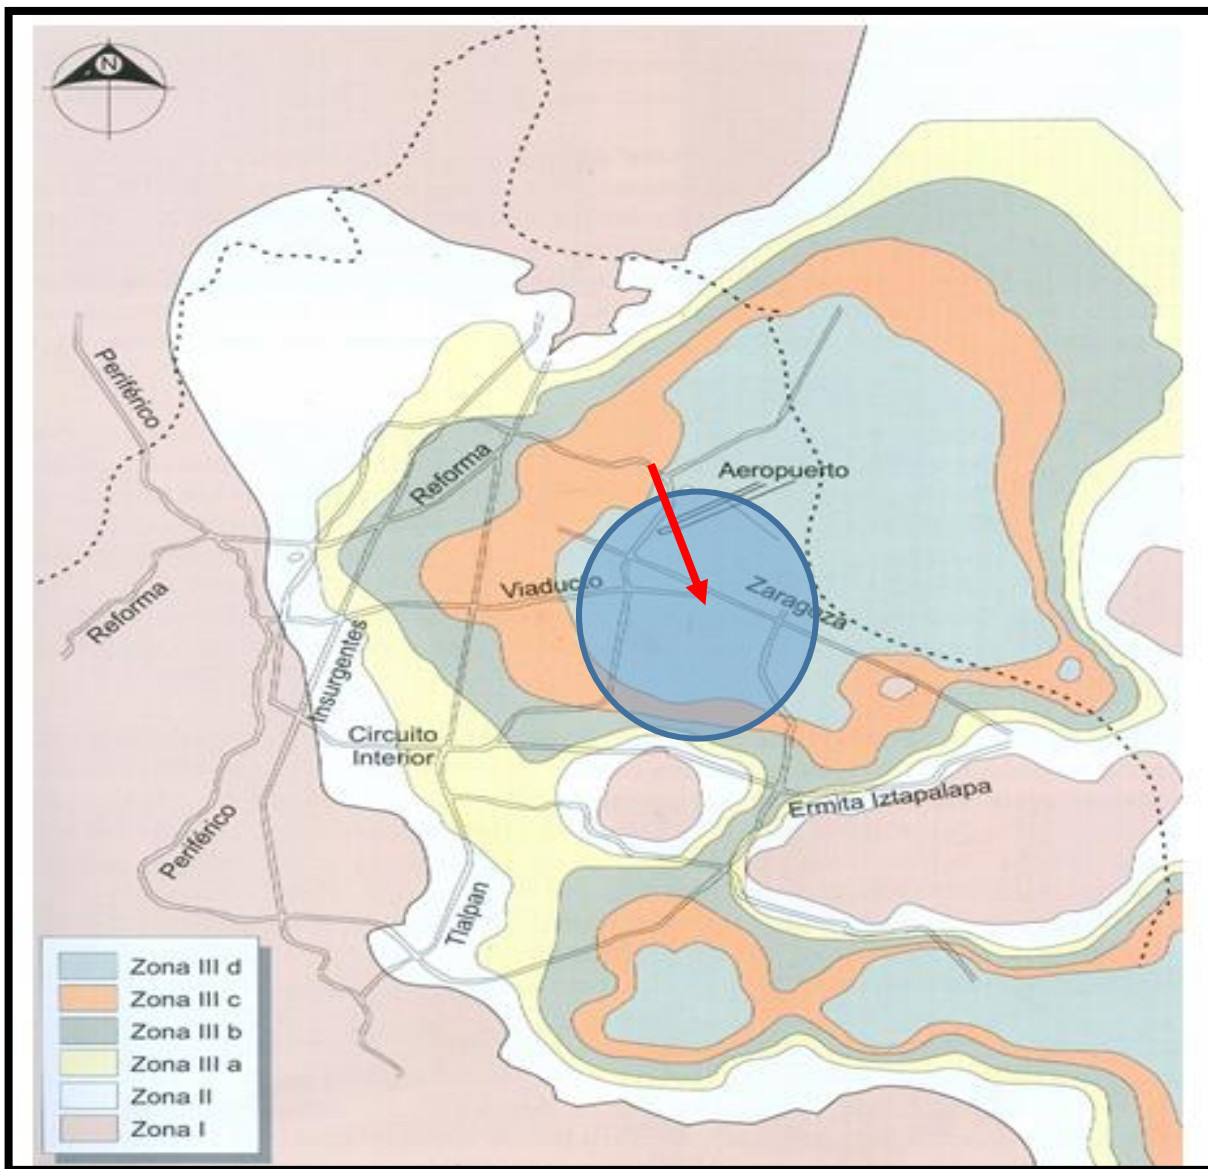 N
Periférico
Reforma
Aeropuerto
Reforma
Viaducto
Zaragoza
Insurgentes
Circuito
Interior
Ermita Iztapalapa
Periférico
Tlalpan
Zona III d
Zona III c
Zona III b
Zona III a
Zona II
Zona I